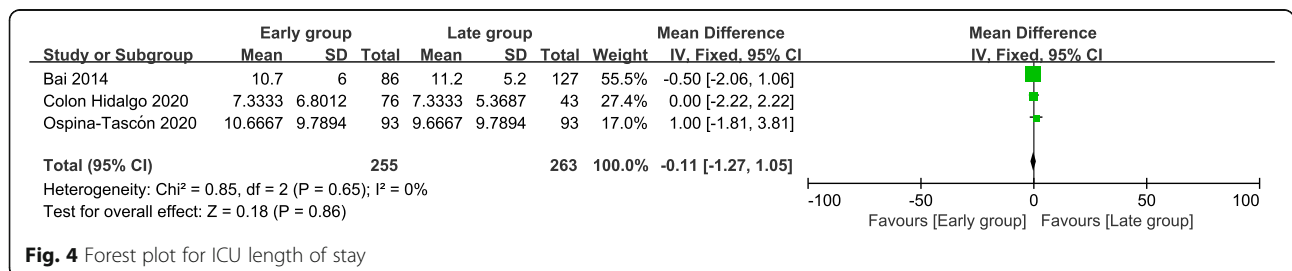 Early group Late group Mean Difference Mean Difference
Study or Subgroup Mean SD Total Mean SD Total Weight IV, Fixed, 95% CI IV, Fixed, 95% CI
Bai 2014 10.7 6 86 11.2 5.2 127 55.5% -0.50 [-2.06, 1.06]
Colon Hidalgo 2020 7.3333 6.8012 76 7.3333 5.3687 43 27.4% 0.00 [-2.22, 2.22]
Ospina-Tascón 2020 10.6667 9.7894 93 9.6667 9.7894 93 17.0% 1.00 [-1.81, 3.81]
Total (95% CI) 255 263 100.0% -0.11 [-1.27, 1.05]
Heterogeneity: Chi² = 0.85, df = 2 (P = 0.65); I² = 0%
Test for overall effect: Z = 0.18 (P = 0.86)
-100 -50 0 50 100
Favours [Early group] Favours [Late group]
Fig. 4 Forest plot for ICU length of stay